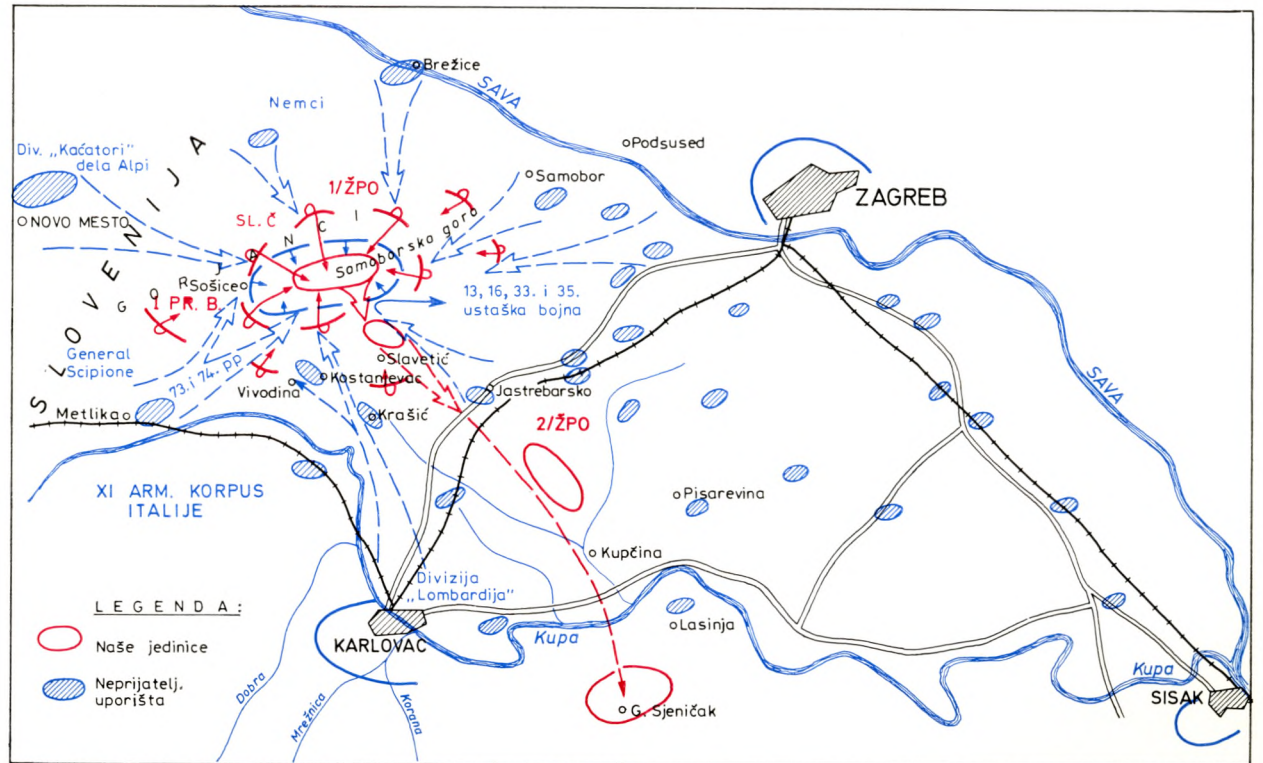 Brežice
SAVA
Nemci
Podsused
Div. „Kaćatori”
dela Alpi
Samobor
1/ŽPO
ZAGREB
NOVO MESTO
SL. Č
SLOVENIJA
GORJANCI
Samobarsko goro
Sošice
I PR. B.
13, 16, 33. i 35.
ustaška bojna
General
Scipione
73. i 74. pp
Slavetić
Kostanjevac
Vivodina
Jastrebarsko
SAVA
Metlika
Krašić
2/ŽPO
XI ARM. KORPUS
ITALIJE
Pisarevina
Kupčina
Divizija
„Lombardija”
LEGENDA:
Naše jedinice
Neprijatelj.
uporišta
KARLOVAC
Kupa
Lasinja
Kupa
SISAK
Dobra
Mrežnica
Korana
G. Sjeničak